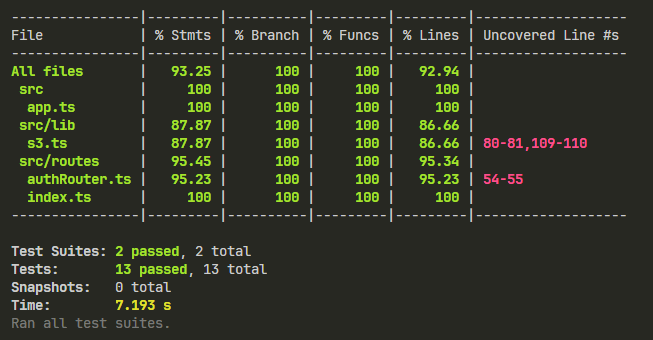 ----------------|---------|----------|---------|---------|-------------------
File            | % Stmts | % Branch | % Funcs | % Lines | Uncovered Line #s
----------------|---------|----------|---------|---------|-------------------
All files       |   93.25 |      100 |     100 |   92.94 |
 src            |     100 |      100 |     100 |     100 |
  app.ts        |     100 |      100 |     100 |     100 |
 src/lib        |   87.87 |      100 |     100 |   86.66 |
  s3.ts         |   87.87 |      100 |     100 |   86.66 | 80-81,109-110
 src/routes     |   95.45 |      100 |     100 |   95.34 |
  authRouter.ts |   95.23 |      100 |     100 |   95.23 | 54-55
  index.ts      |     100 |      100 |     100 |     100 |
----------------|---------|----------|---------|---------|-------------------
Test Suites: 2 passed, 2 total
Tests:       13 passed, 13 total
Snapshots:   0 total
Time:        7.193 s
Ran all test suites.